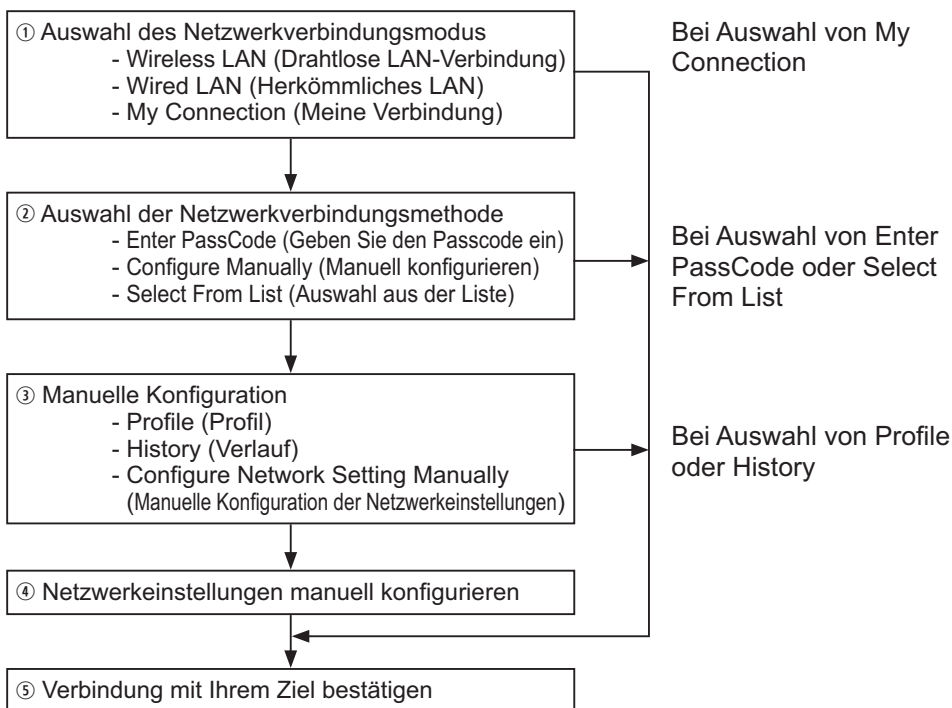 ① Auswahl des Netzwerkverbindungsmodus
- Wireless LAN (Drahtlose LAN-Verbindung)
- Wired LAN (Herkömmliches LAN)
- My Connection (Meine Verbindung)
Bei Auswahl von My
Connection
② Auswahl der Netzwerkverbindungsmethode
- Enter PassCode (Geben Sie den Passcode ein)
- Configure Manually (Manuell konfigurieren)
- Select From List (Auswahl aus der Liste)
Bei Auswahl von Enter
PassCode oder Select
From List
③ Manuelle Konfiguration
- Profile (Profil)
- History (Verlauf)
- Configure Network Setting Manually
(Manuelle Konfiguration der Netzwerkeinstellungen)
Bei Auswahl von Profile
oder History
④ Netzwerkeinstellungen manuell konfigurieren
⑤ Verbindung mit Ihrem Ziel bestätigen